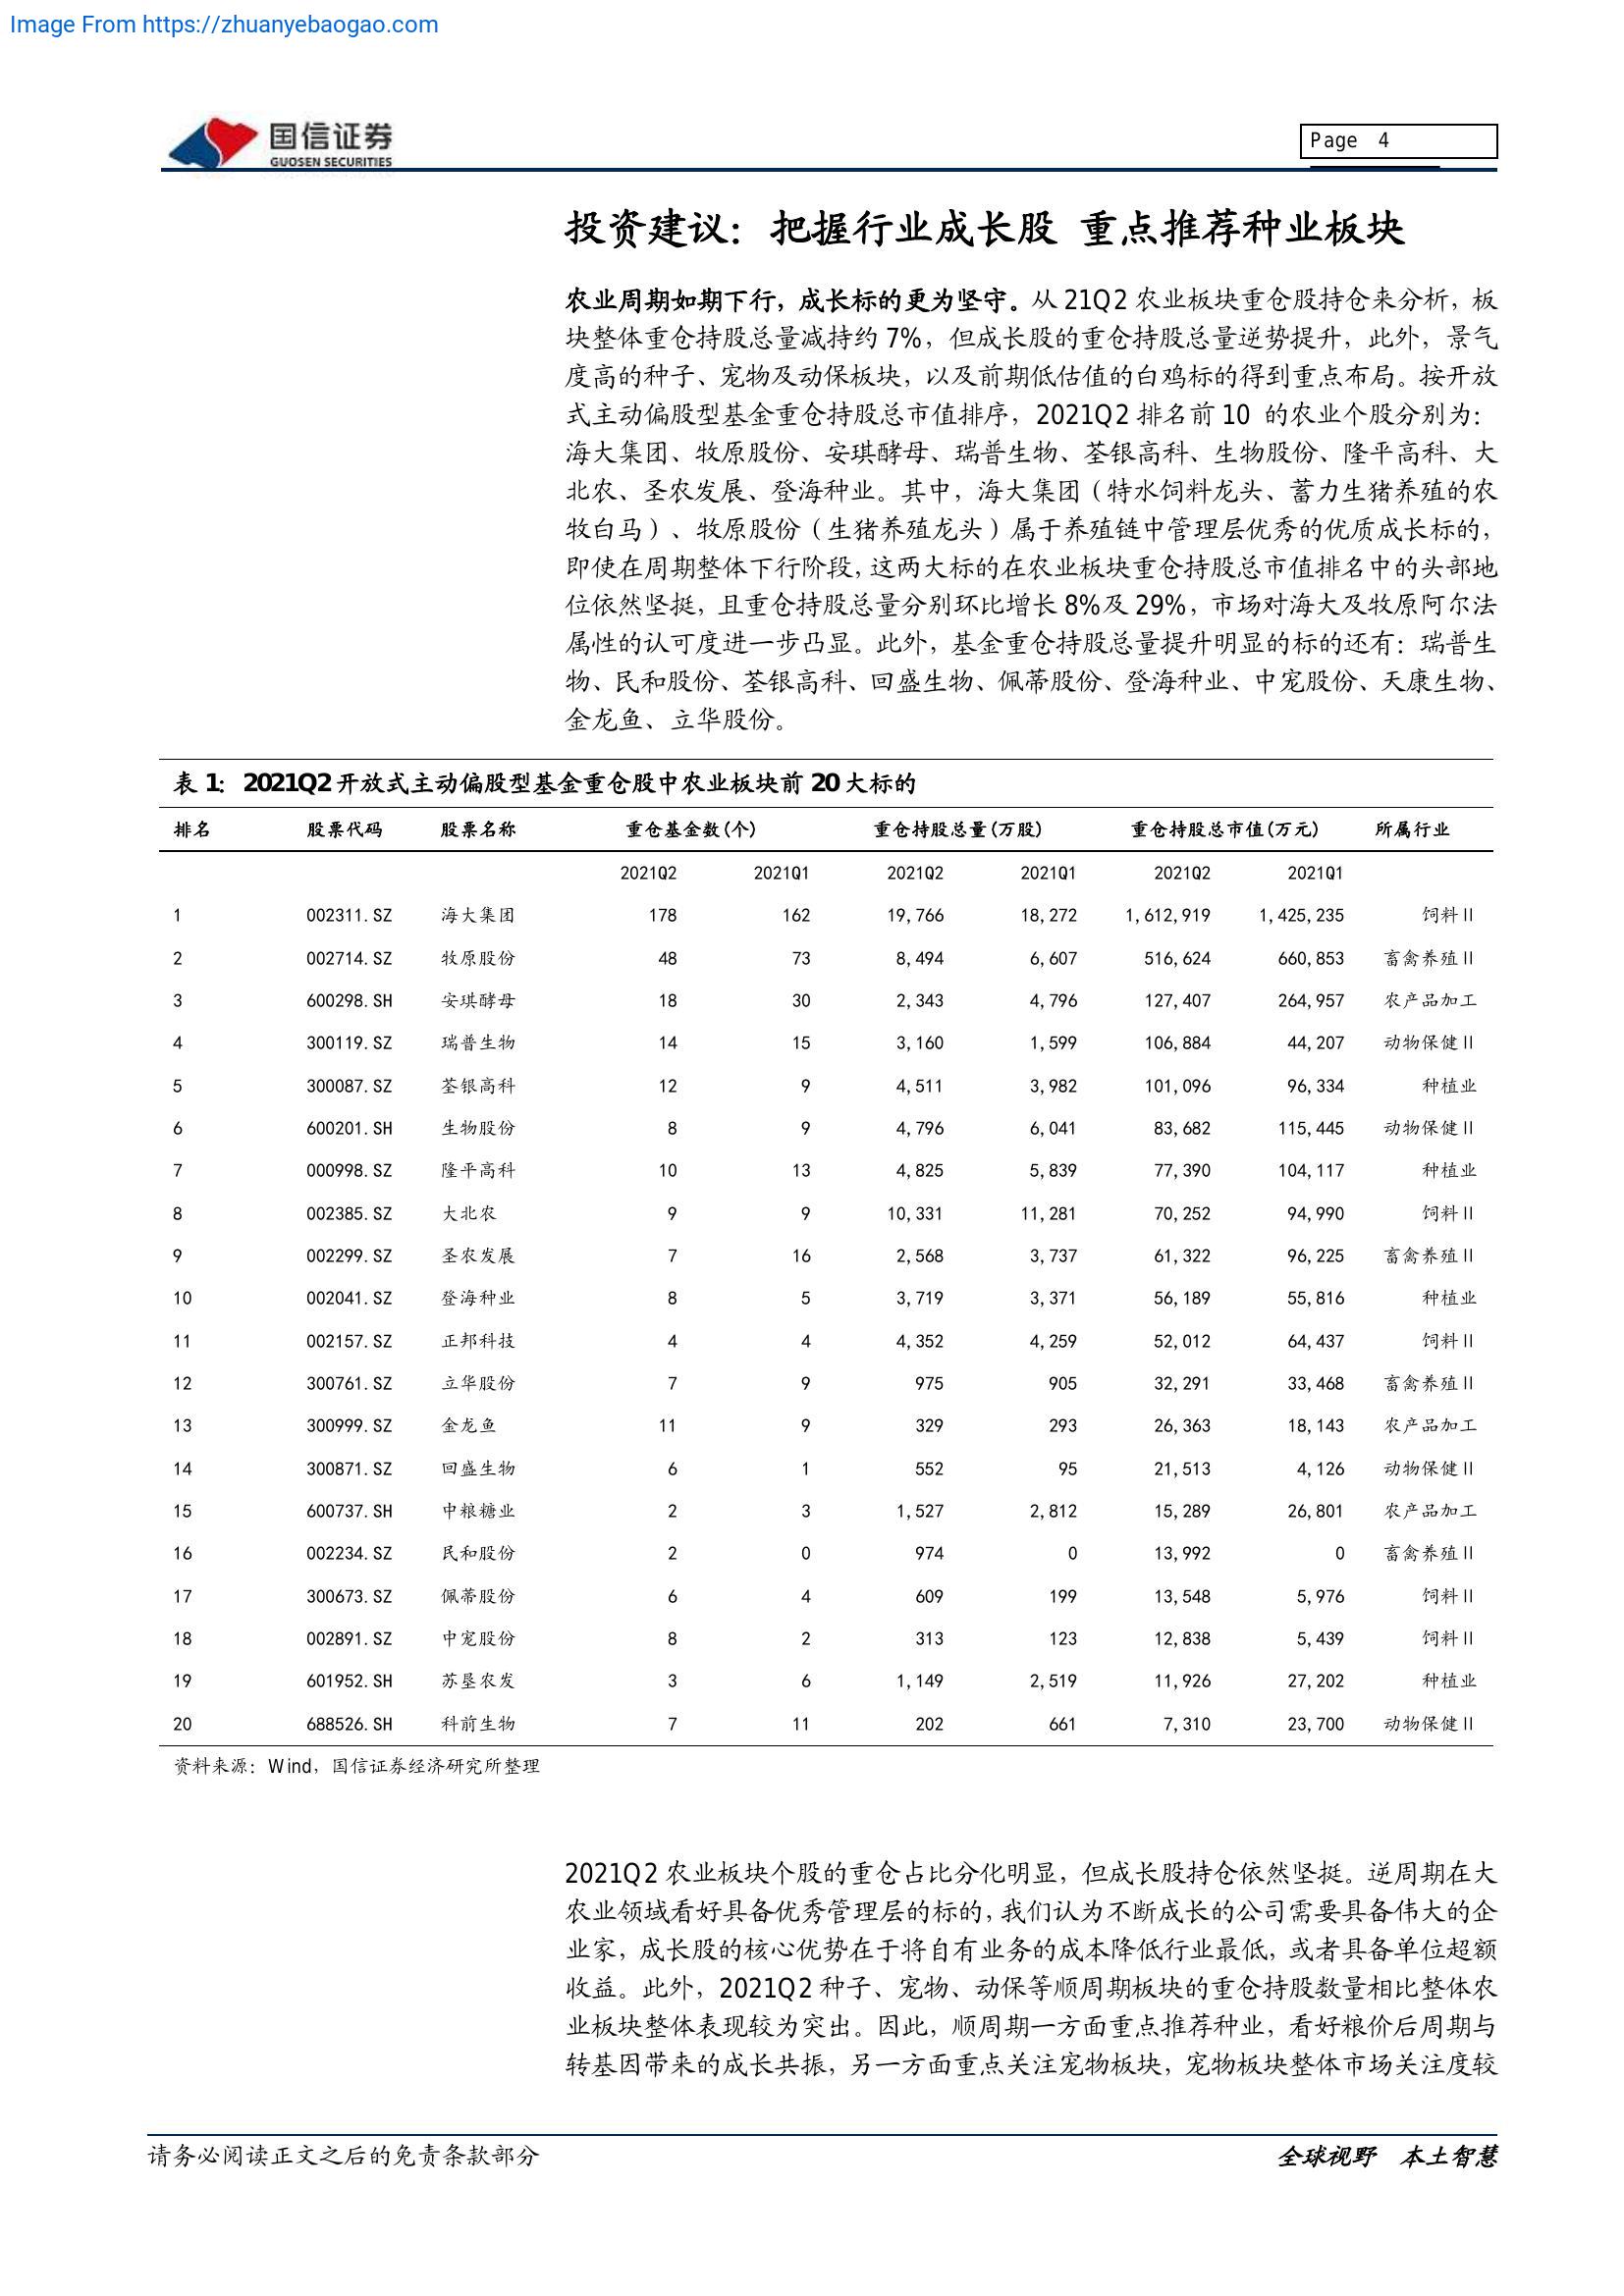 Image From https://zhuanyebaogao.com
国信证券
GUOSEN SECURITIES
Page 4
投资建议：把握行业成长股 重点推荐种业板块
农业周期如期下行，成长标的更为坚守。从 21Q2 农业板块重仓股持仓来分析，板
块整体重仓持股总量减持约 7%，但成长股的重仓持股总量逆势提升，此外，景气
度高的种子、宠物及动保板块，以及前期低估值的白鸡标的得到重点布局。按开放
式主动偏股型基金重仓持股总市值排序，2021Q2 排名前 10 的农业个股分别为：
海大集团、牧原股份、安琪酵母、瑞普生物、荃银高科、生物股份、隆平高科、大
北农、圣农发展、登海种业。其中，海大集团（特水饲料龙头、蓄力生猪养殖的农
牧白马）、牧原股份（生猪养殖龙头）属于养殖链中管理层优秀的优质成长标的，
即使在周期整体下行阶段，这两大标的在农业板块重仓持股总市值排名中的头部地
位依然坚挺，且重仓持股总量分别环比增长 8%及 29%，市场对海大及牧原阿尔法
属性的认可度进一步凸显。此外，基金重仓持股总量提升明显的标的还有：瑞普生
物、民和股份、荃银高科、回盛生物、佩蒂股份、登海种业、中宠股份、天康生物、
金龙鱼、立华股份。
表 1： 2021Q2 开放式主动偏股型基金重仓股中农业板块前 20 大标的
排名 股票代码 股票名称 重仓基金数(个) 重仓持股总量(万股) 重仓持股总市值(万元) 所属行业
2021Q2 2021Q1 2021Q2 2021Q1 2021Q2 2021Q1
1 002311.SZ 海大集团 178 162 19,766 18,272 1,612,919 1,425,235 饲料Ⅱ
2 002714.SZ 牧原股份 48 73 8,494 6,607 516,624 660,853 畜禽养殖Ⅱ
3 600298.SH 安琪酵母 18 30 2,343 4,796 127,407 264,957 农产品加工
4 300119.SZ 瑞普生物 14 15 3,160 1,599 106,884 44,207 动物保健Ⅱ
5 300087.SZ 荃银高科 12 9 4,511 3,982 101,096 96,334 种植业
6 600201.SH 生物股份 8 9 4,796 6,041 83,682 115,445 动物保健Ⅱ
7 000998.SZ 隆平高科 10 13 4,825 5,839 77,390 104,117 种植业
8 002385.SZ 大北农 9 9 10,331 11,281 70,252 94,990 饲料Ⅱ
9 002299.SZ 圣农发展 7 16 2,568 3,737 61,322 96,225 畜禽养殖Ⅱ
10 002041.SZ 登海种业 8 5 3,719 3,371 56,189 55,816 种植业
11 002157.SZ 正邦科技 4 4 4,352 4,259 52,012 64,437 饲料Ⅱ
12 300761.SZ 立华股份 7 9 975 905 32,291 33,468 畜禽养殖Ⅱ
13 300999.SZ 金龙鱼 11 9 329 293 26,363 18,143 农产品加工
14 300871.SZ 回盛生物 6 1 552 95 21,513 4,126 动物保健Ⅱ
15 600737.SH 中粮糖业 2 3 1,527 2,812 15,289 26,801 农产品加工
16 002234.SZ 民和股份 2 0 974 0 13,992 0 畜禽养殖Ⅱ
17 300673.SZ 佩蒂股份 6 4 609 199 13,548 5,976 饲料Ⅱ
18 002891.SZ 中宠股份 8 2 313 123 12,838 5,439 饲料Ⅱ
19 601952.SH 苏垦农发 3 6 1,149 2,519 11,926 27,202 种植业
20 688526.SH 科前生物 7 11 202 661 7,310 23,700 动物保健Ⅱ
资料来源：Wind，国信证券经济研究所整理
2021Q2 农业板块个股的重仓占比分化明显，但成长股持仓依然坚挺。逆周期在大
农业领域看好具备优秀管理层的标的，我们认为不断成长的公司需要具备伟大的企
业家，成长股的核心优势在于将自有业务的成本降低行业最低，或者具备单位超额
收益。此外，2021Q2 种子、宠物、动保等顺周期板块的重仓持股数量相比整体农
业板块整体表现较为突出。因此，顺周期一方面重点推荐种业，看好粮价后周期与
转基因带来的成长共振，另一方面重点关注宠物板块，宠物板块整体市场关注度较
请务必阅读正文之后的免责条款部分
全球视野 本土智慧